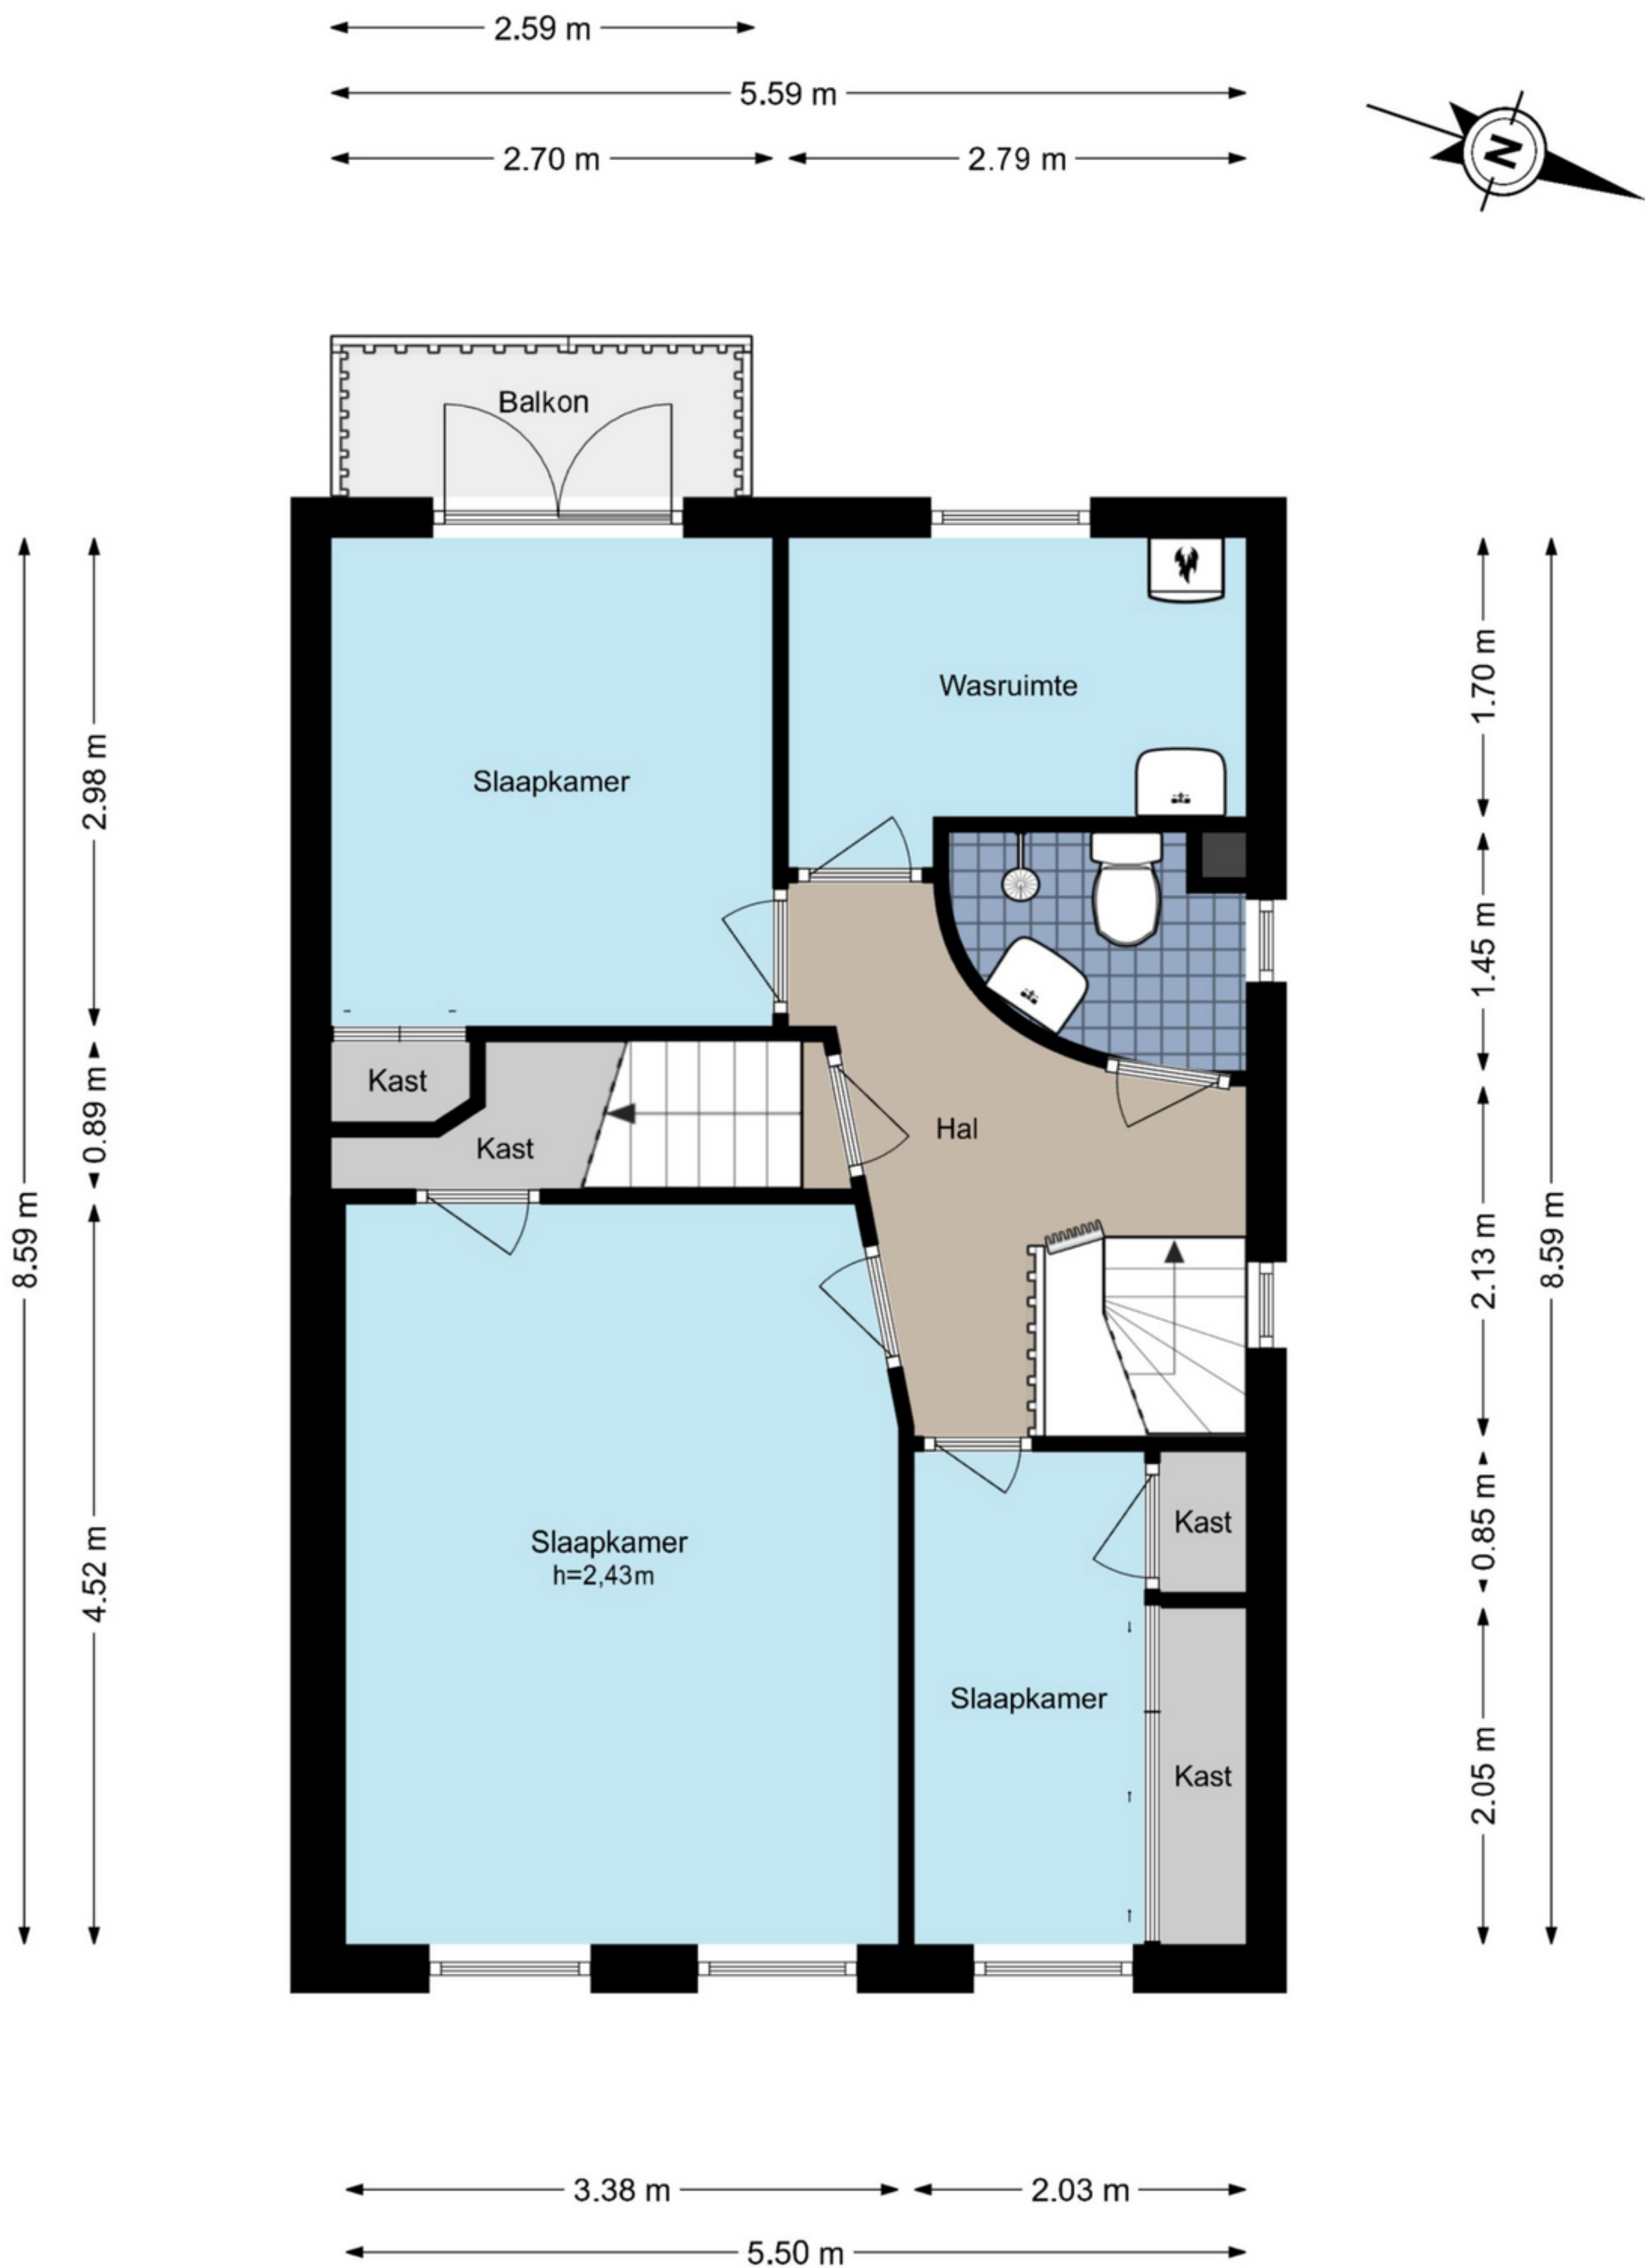 2.59 m
5.59 m
2.70 m
2.79 m
N
Balkon
Wasruimte
Slaapkamer
Kast
Kast
Hal
Slaapkamer
h=2,43m
Kast
Slaapkamer
Kast
8.59 m
2.98 m
0.89 m
4.52 m
1.70 m
1.45 m
2.13 m
0.85 m
2.05 m
8.59 m
3.38 m
2.03 m
5.50 m